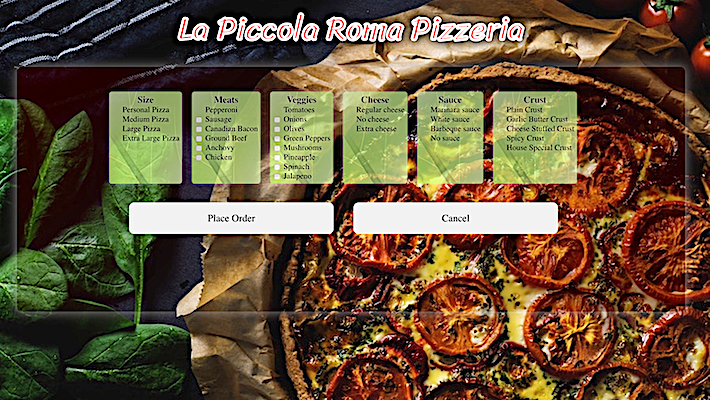 La Piccola Roma Pizzeria
Size
Personal Pizza
Medium Pizza
Large Pizza
Extra Large Pizza
Meats
Pepperoni
Sausage
Canadian Bacon
Ground Beef
Anchovy
Chicken
Veggies
Tomatoes
Onions
Olives
Green Peppers
Mushrooms
Pineapple
Spinach
Jalapeno
Cheese
Regular cheese
No cheese
Extra cheese
Sauce
Marinara sauce
White sauce
Barbeque sauce
No sauce
Crust
Plain Crust
Garlic Butter Crust
Cheese Stuffed Crust
Spicy Crust
House Special Crust
Place Order
Cancel